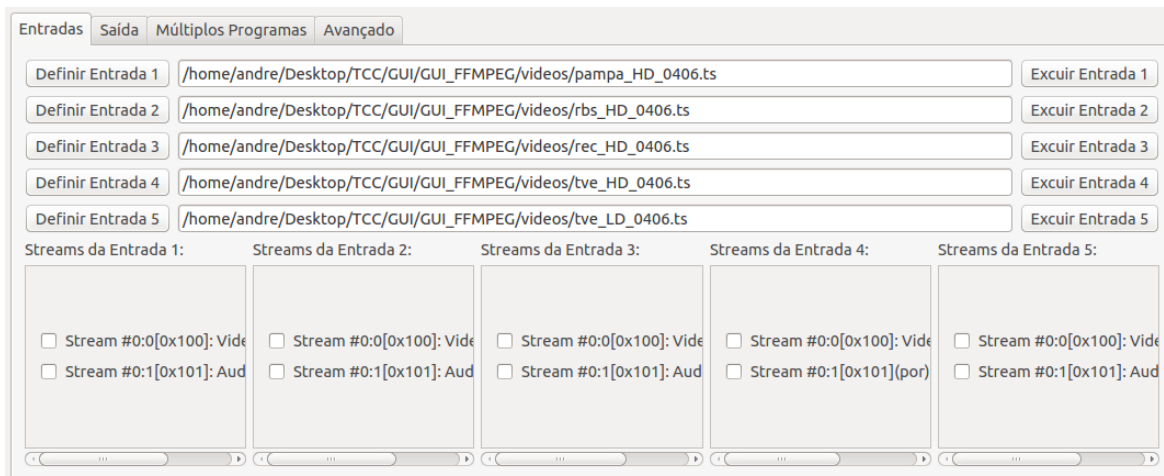 Entradas Saída Múltiplos Programas Avançado
Definir Entrada 1 /home/andre/Desktop/TCC/GUI/GUI_FFMPEG/videos/pampa_HD_0406.ts Excuir Entrada 1
Definir Entrada 2 /home/andre/Desktop/TCC/GUI/GUI_FFMPEG/videos/rbs_HD_0406.ts Excuir Entrada 2
Definir Entrada 3 /home/andre/Desktop/TCC/GUI/GUI_FFMPEG/videos/rec_HD_0406.ts Excuir Entrada 3
Definir Entrada 4 /home/andre/Desktop/TCC/GUI/GUI_FFMPEG/videos/tve_HD_0406.ts Excuir Entrada 4
Definir Entrada 5 /home/andre/Desktop/TCC/GUI/GUI_FFMPEG/videos/tve_LD_0406.ts Excuir Entrada 5
Streams da Entrada 1: Streams da Entrada 2: Streams da Entrada 3: Streams da Entrada 4: Streams da Entrada 5:
Stream #0:0[0x100]: Vide Stream #0:0[0x100]: Vide Stream #0:0[0x100]: Vide Stream #0:0[0x100]: Vide Stream #0:0[0x100]: Vide
Stream #0:1[0x101]: Aud Stream #0:1[0x101]: Aud Stream #0:1[0x101]: Aud Stream #0:1[0x101](por) Stream #0:1[0x101]: Aud